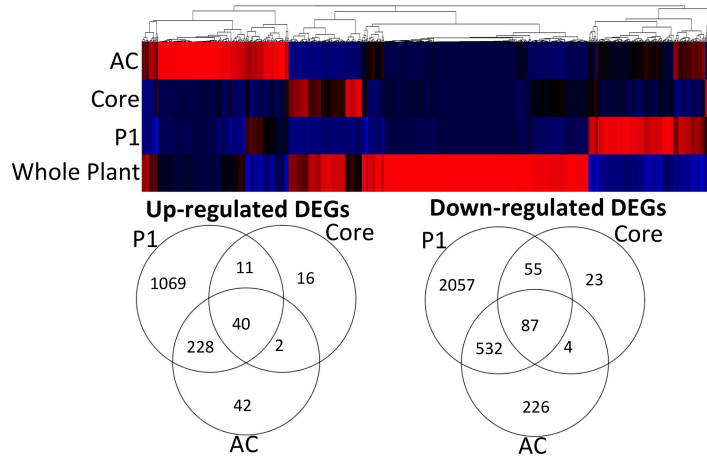 AC
Core
P1
Whole Plant
Up-regulated DEGs
P1
Core
1069
11
16
40
228
2
42
AC
Down-regulated DEGs
P1
Core
2057
55
23
87
532
4
226
AC